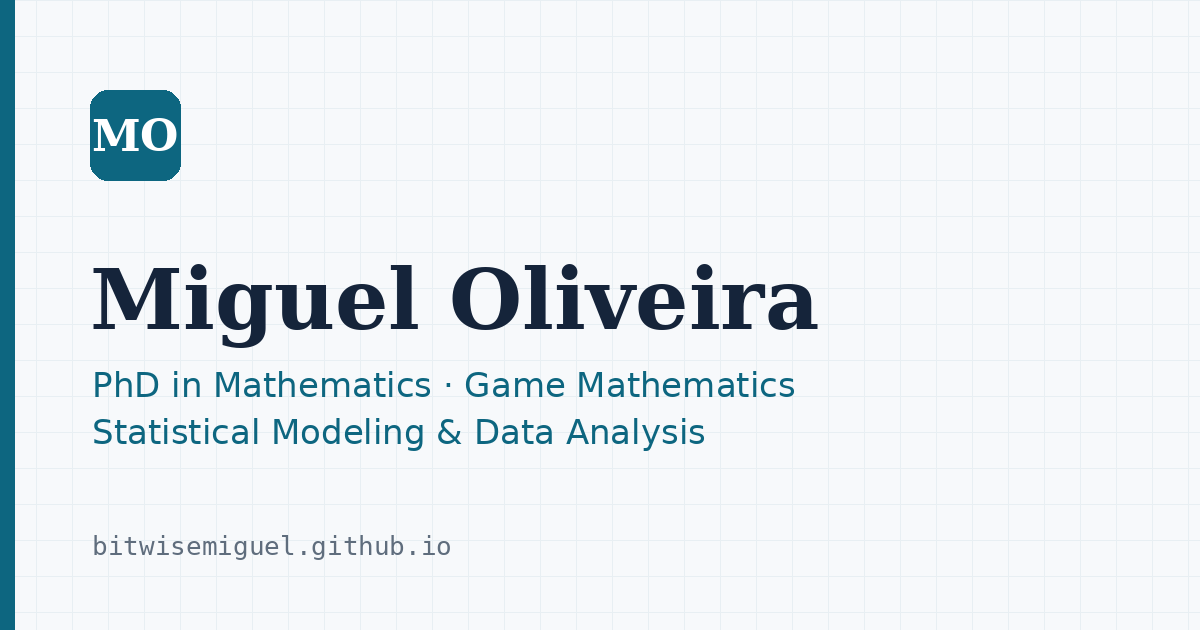 MO
Miguel Oliveira
PhD in Mathematics · Game Mathematics
Statistical Modeling & Data Analysis
bitwisemiguel.github.io